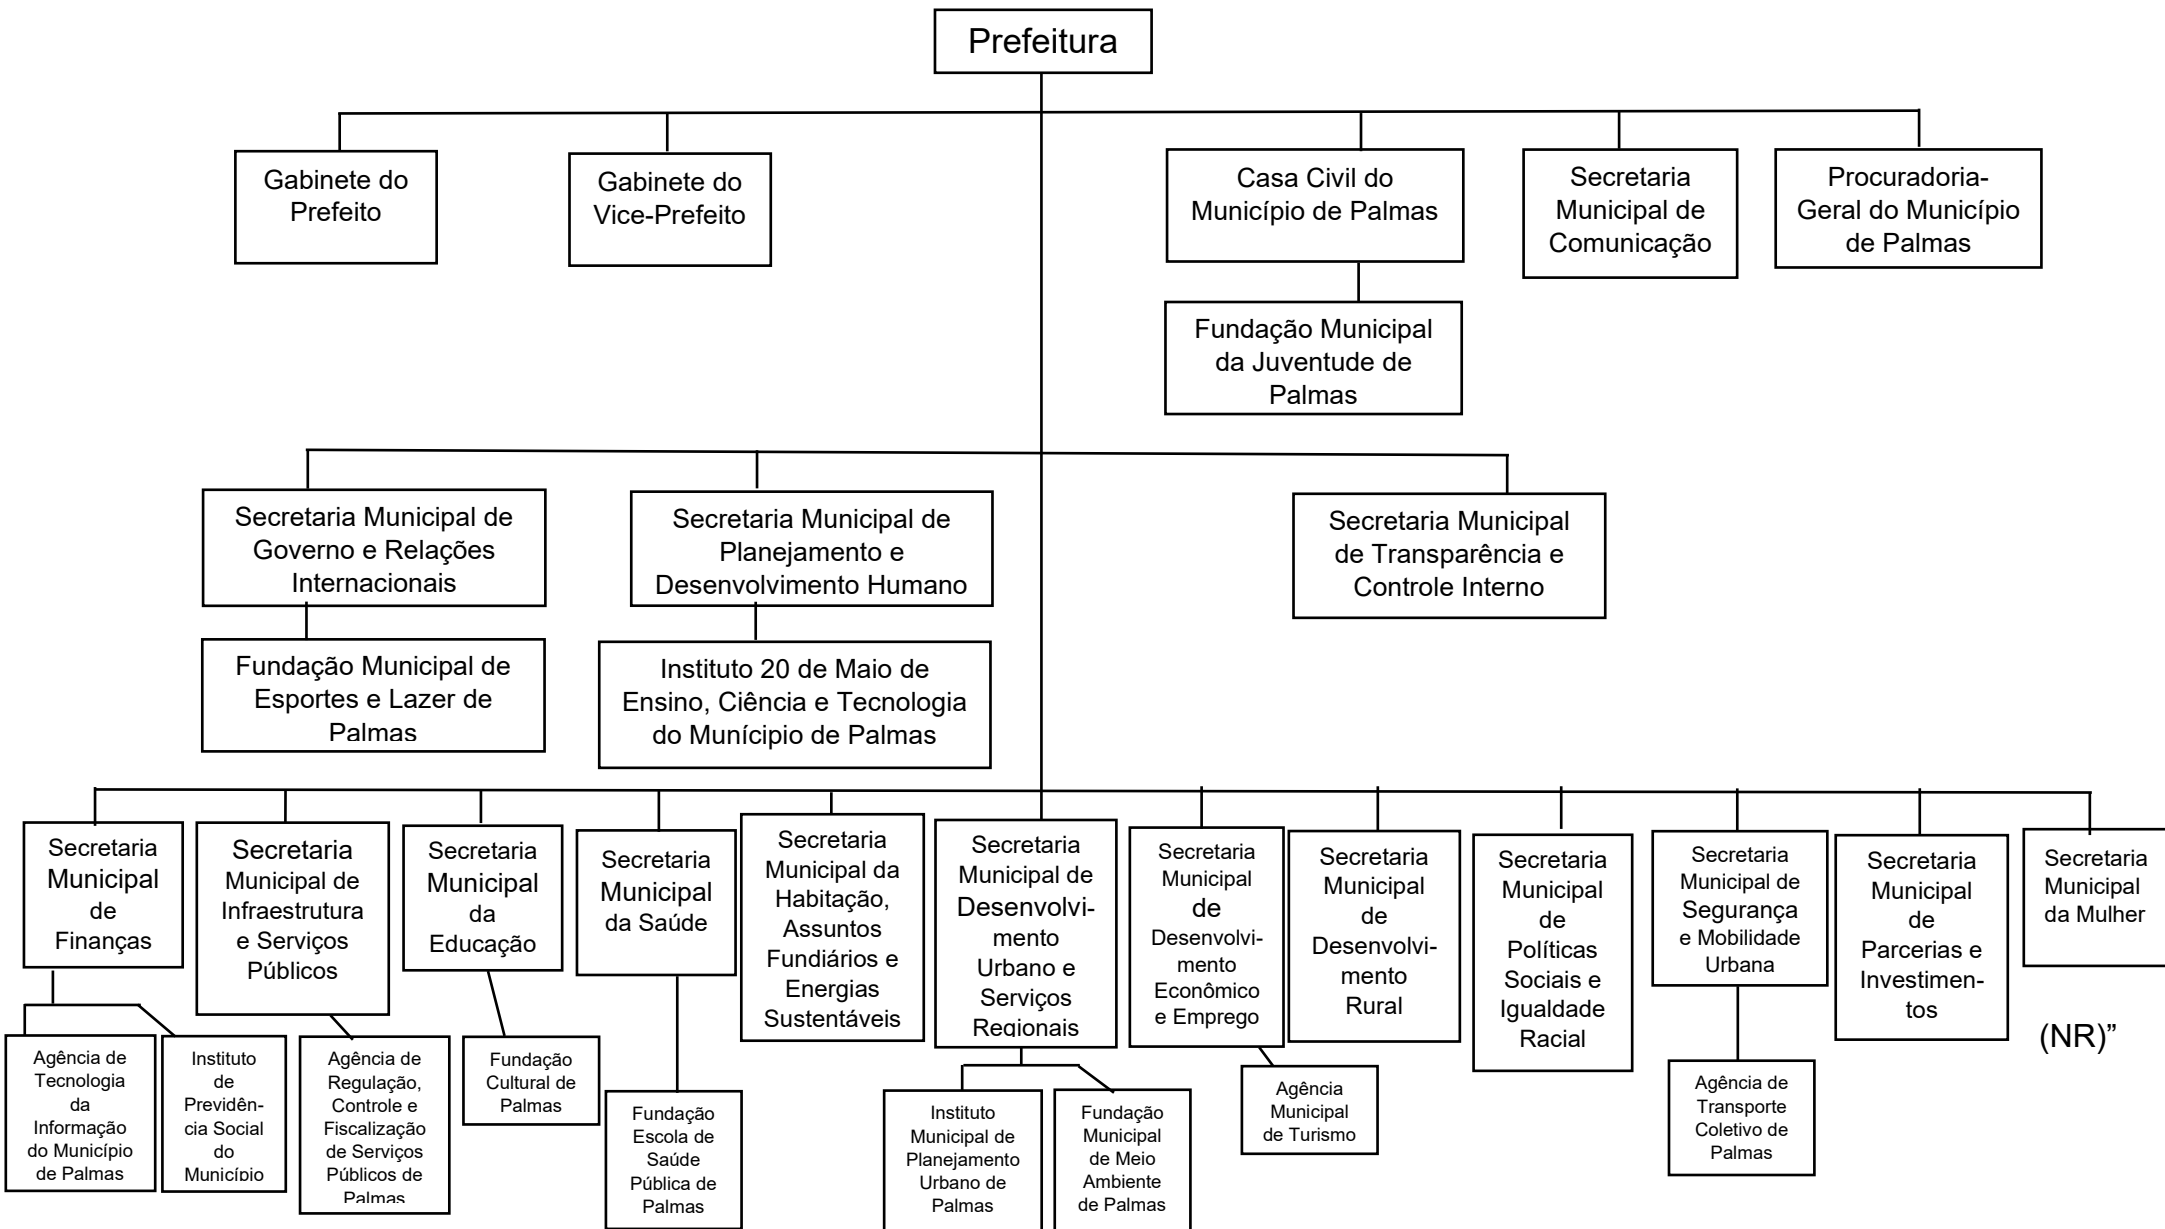 Prefeitura
Gabinete do
Prefeito
Gabinete do
Vice-Prefeito
Casa Civil do
Município de Palmas
Secretaria
Municipal de
Comunicação
Procuradoria-
Geral do Município
de Palmas
Fundação Municipal
da Juventude de
Palmas
Secretaria Municipal de
Governo e Relações
Internacionais
Secretaria Municipal de
Planejamento e
Desenvolvimento Humano
Secretaria Municipal
de Transparência e
Controle Interno
Fundação Municipal de
Esportes e Lazer de
Palmas
Instituto 20 de Maio de
Ensino, Ciência e Tecnologia
do Munícipio de Palmas
Secretaria
Municipal
de
Finanças
Secretaria
Municipal de
Infraestrutura
e Serviços
Públicos
Secretaria
Municipal
da
Educação
Secretaria
Municipal
da Saúde
Secretaria
Municipal da
Habitação,
Assuntos
Fundiários e
Energias
Sustentáveis
Secretaria
Municipal de
Desenvolvi-
mento
Urbano e
Serviços
Regionais
Secretaria
Municipal
de
Desenvolvi-
mento
Econômico
e Emprego
Secretaria
Municipal
de
Desenvolvi-
mento
Rural
Secretaria
Municipal
de
Políticas
Sociais e
Igualdade
Racial
Secretaria
Municipal de
Segurança
e Mobilidade
Urbana
Secretaria
Municipal
de
Parcerias e
Investimen-
tos
Secretaria
Municipal
da Mulher
(NR)”
Agência de
Tecnologia
da
Informação
do Município
de Palmas
Instituto
de
Previdên-
cia Social
do
Município
Agência de
Regulação,
Controle e
Fiscalização
de Serviços
Públicos de
Palmas
Fundação
Cultural de
Palmas
Fundação
Escola de
Saúde
Pública de
Palmas
Instituto
Municipal de
Planejamento
Urbano de
Palmas
Fundação
Municipal
de Meio
Ambiente
de Palmas
Agência
Municipal
de Turismo
Agência de
Transporte
Coletivo de
Palmas